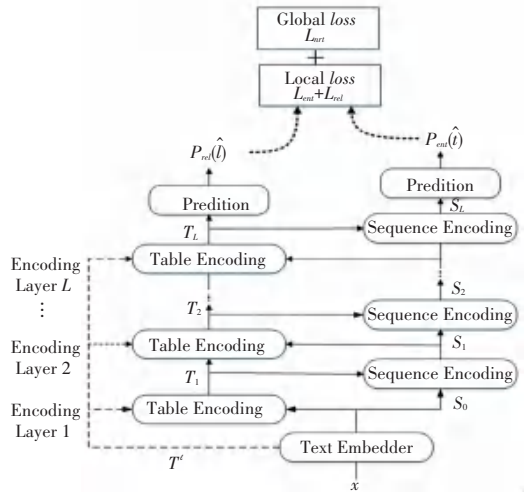 Global loss
L_nrt
Local loss
L_ent+L_rel
P_rel(l̂)
P_ent(t̂)
Predition
Predition
T_L
S_L
Sequence Encoding
Encoding
Layer L
Table Encoding
⋮
T_2
S_2
Sequence Encoding
Encoding
Layer 2
Table Encoding
S_1
T_1
Sequence Encoding
Encoding
Layer 1
Table Encoding
S_0
Text Embedder
T^t
x